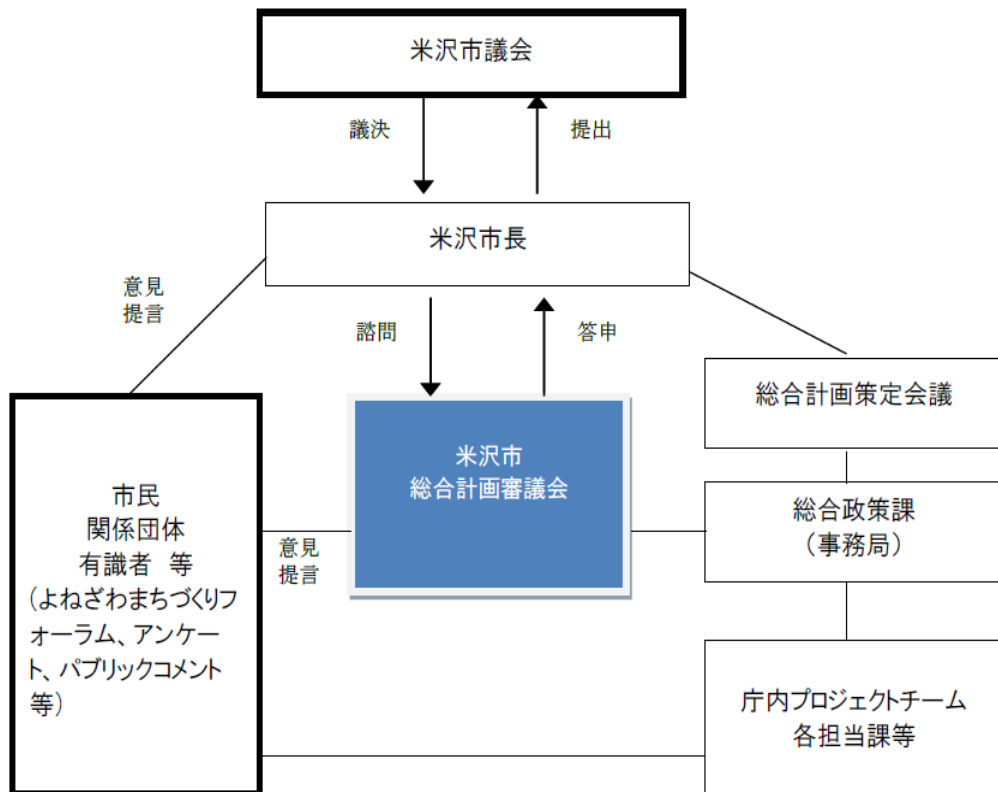 米沢市議会
議決
提出
米沢市長
意見
提言
諮問
答申
総合計画策定会議
米沢市
総合計画審議会
市民
関係団体
有識者 等
(よねざわまちづくりフ
ォーラム、アンケー
ト、パブリックコメント
等)
意見
提言
総合政策課
(事務局)
庁内プロジェクトチーム
各担当課等